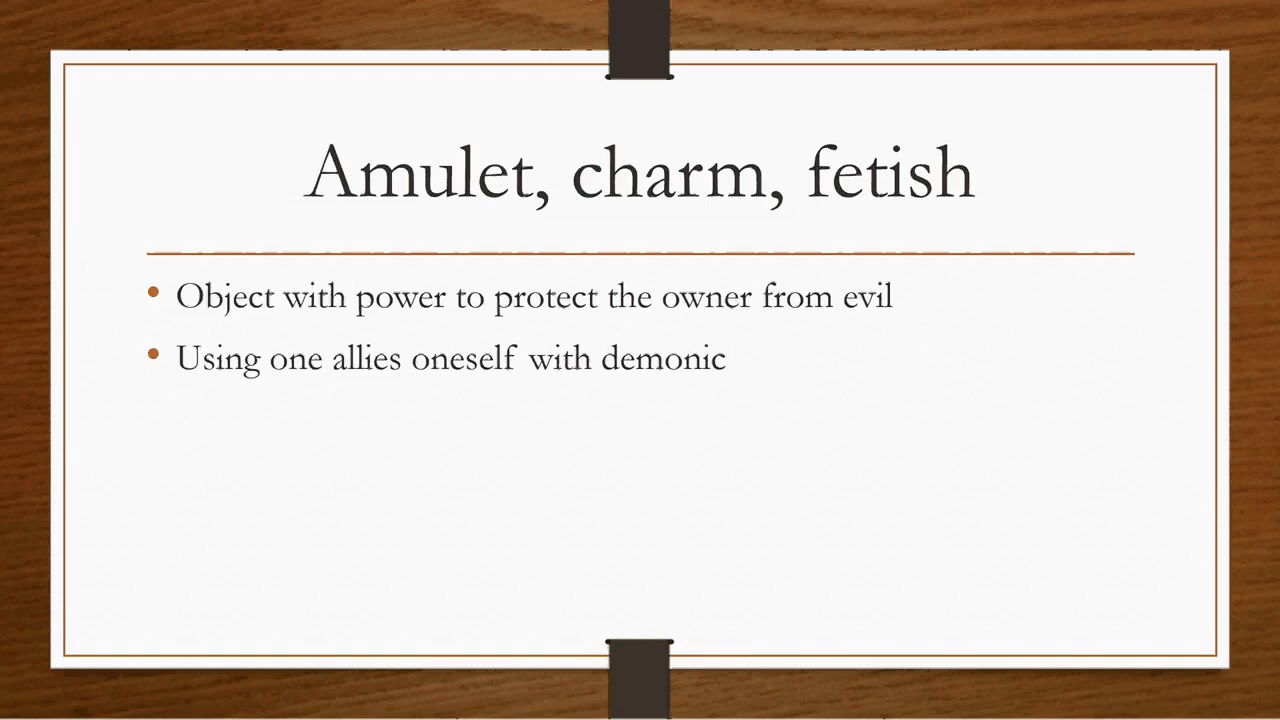 Amulet, charm, fetish
• Object with power to protect the owner from evil
• Using one allies oneself with demonic